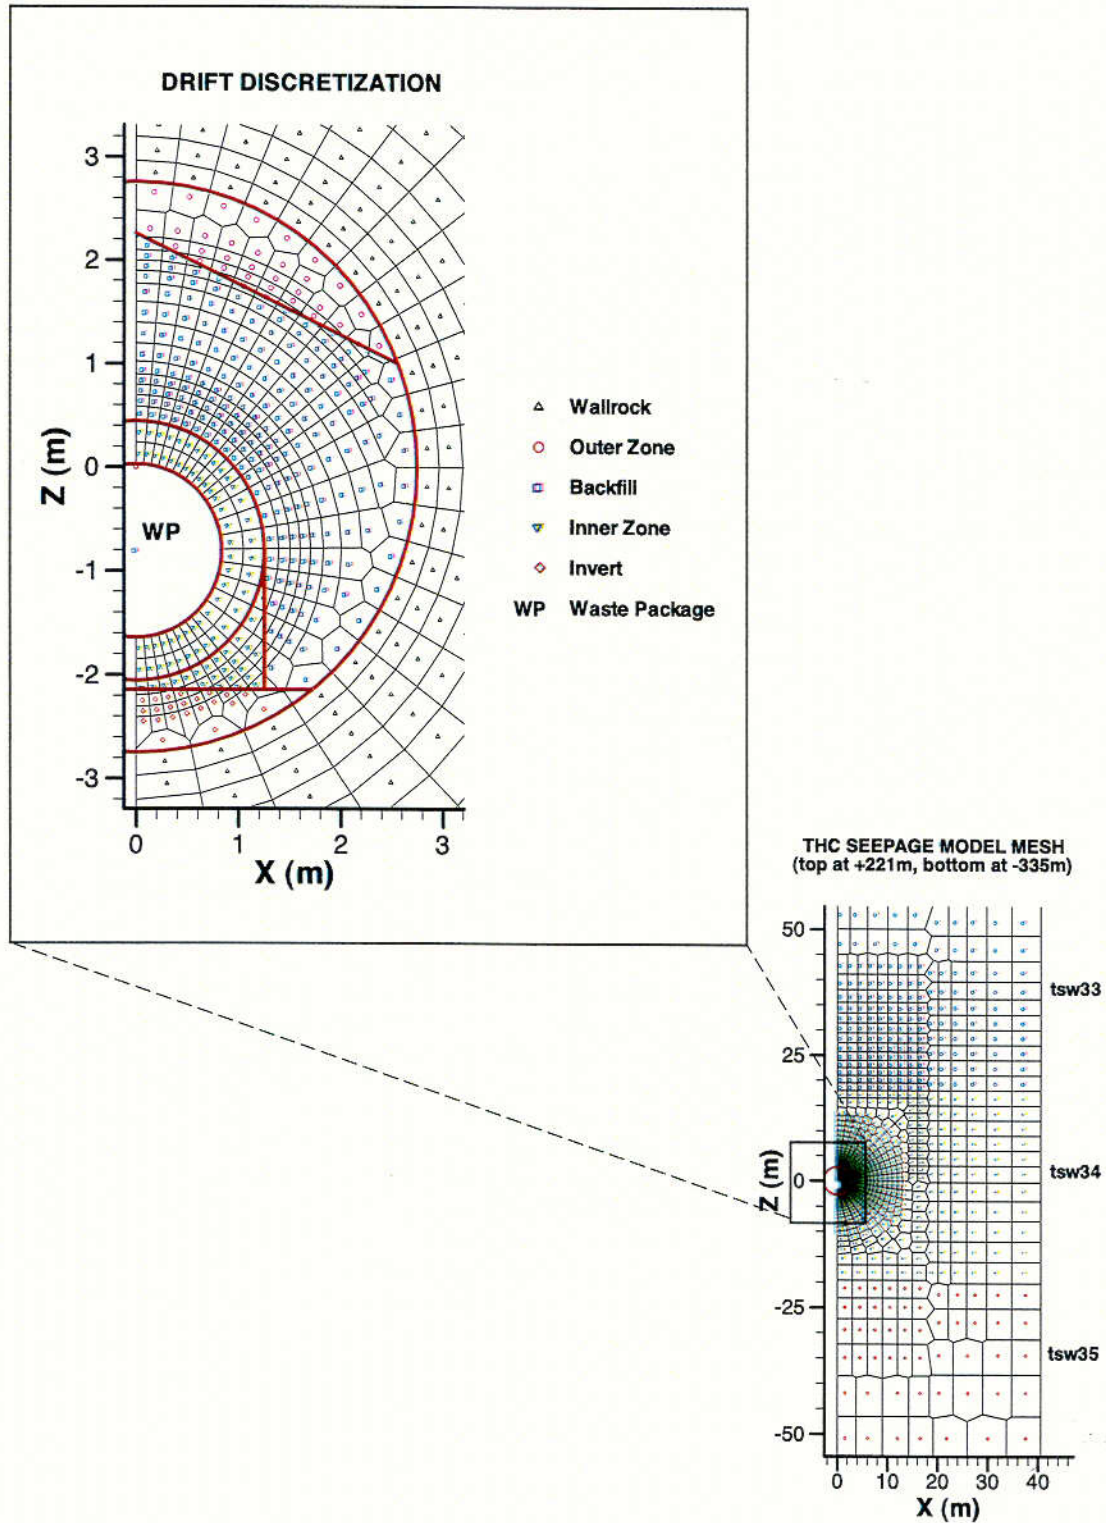 DRIFT DISCRETIZATION
3
2
1
0
-1
-2
-3
Z (m)
WP
0
1
2
3
X (m)
Wallrock
Outer Zone
Backfill
Inner Zone
Invert
WP Waste Package
THC SEEPAGE MODEL MESH
(top at +221m, bottom at -335m)
50
25
0
-25
-50
Z (m)
tsw33
tsw34
tsw35
0
10
20
30
40
X (m)